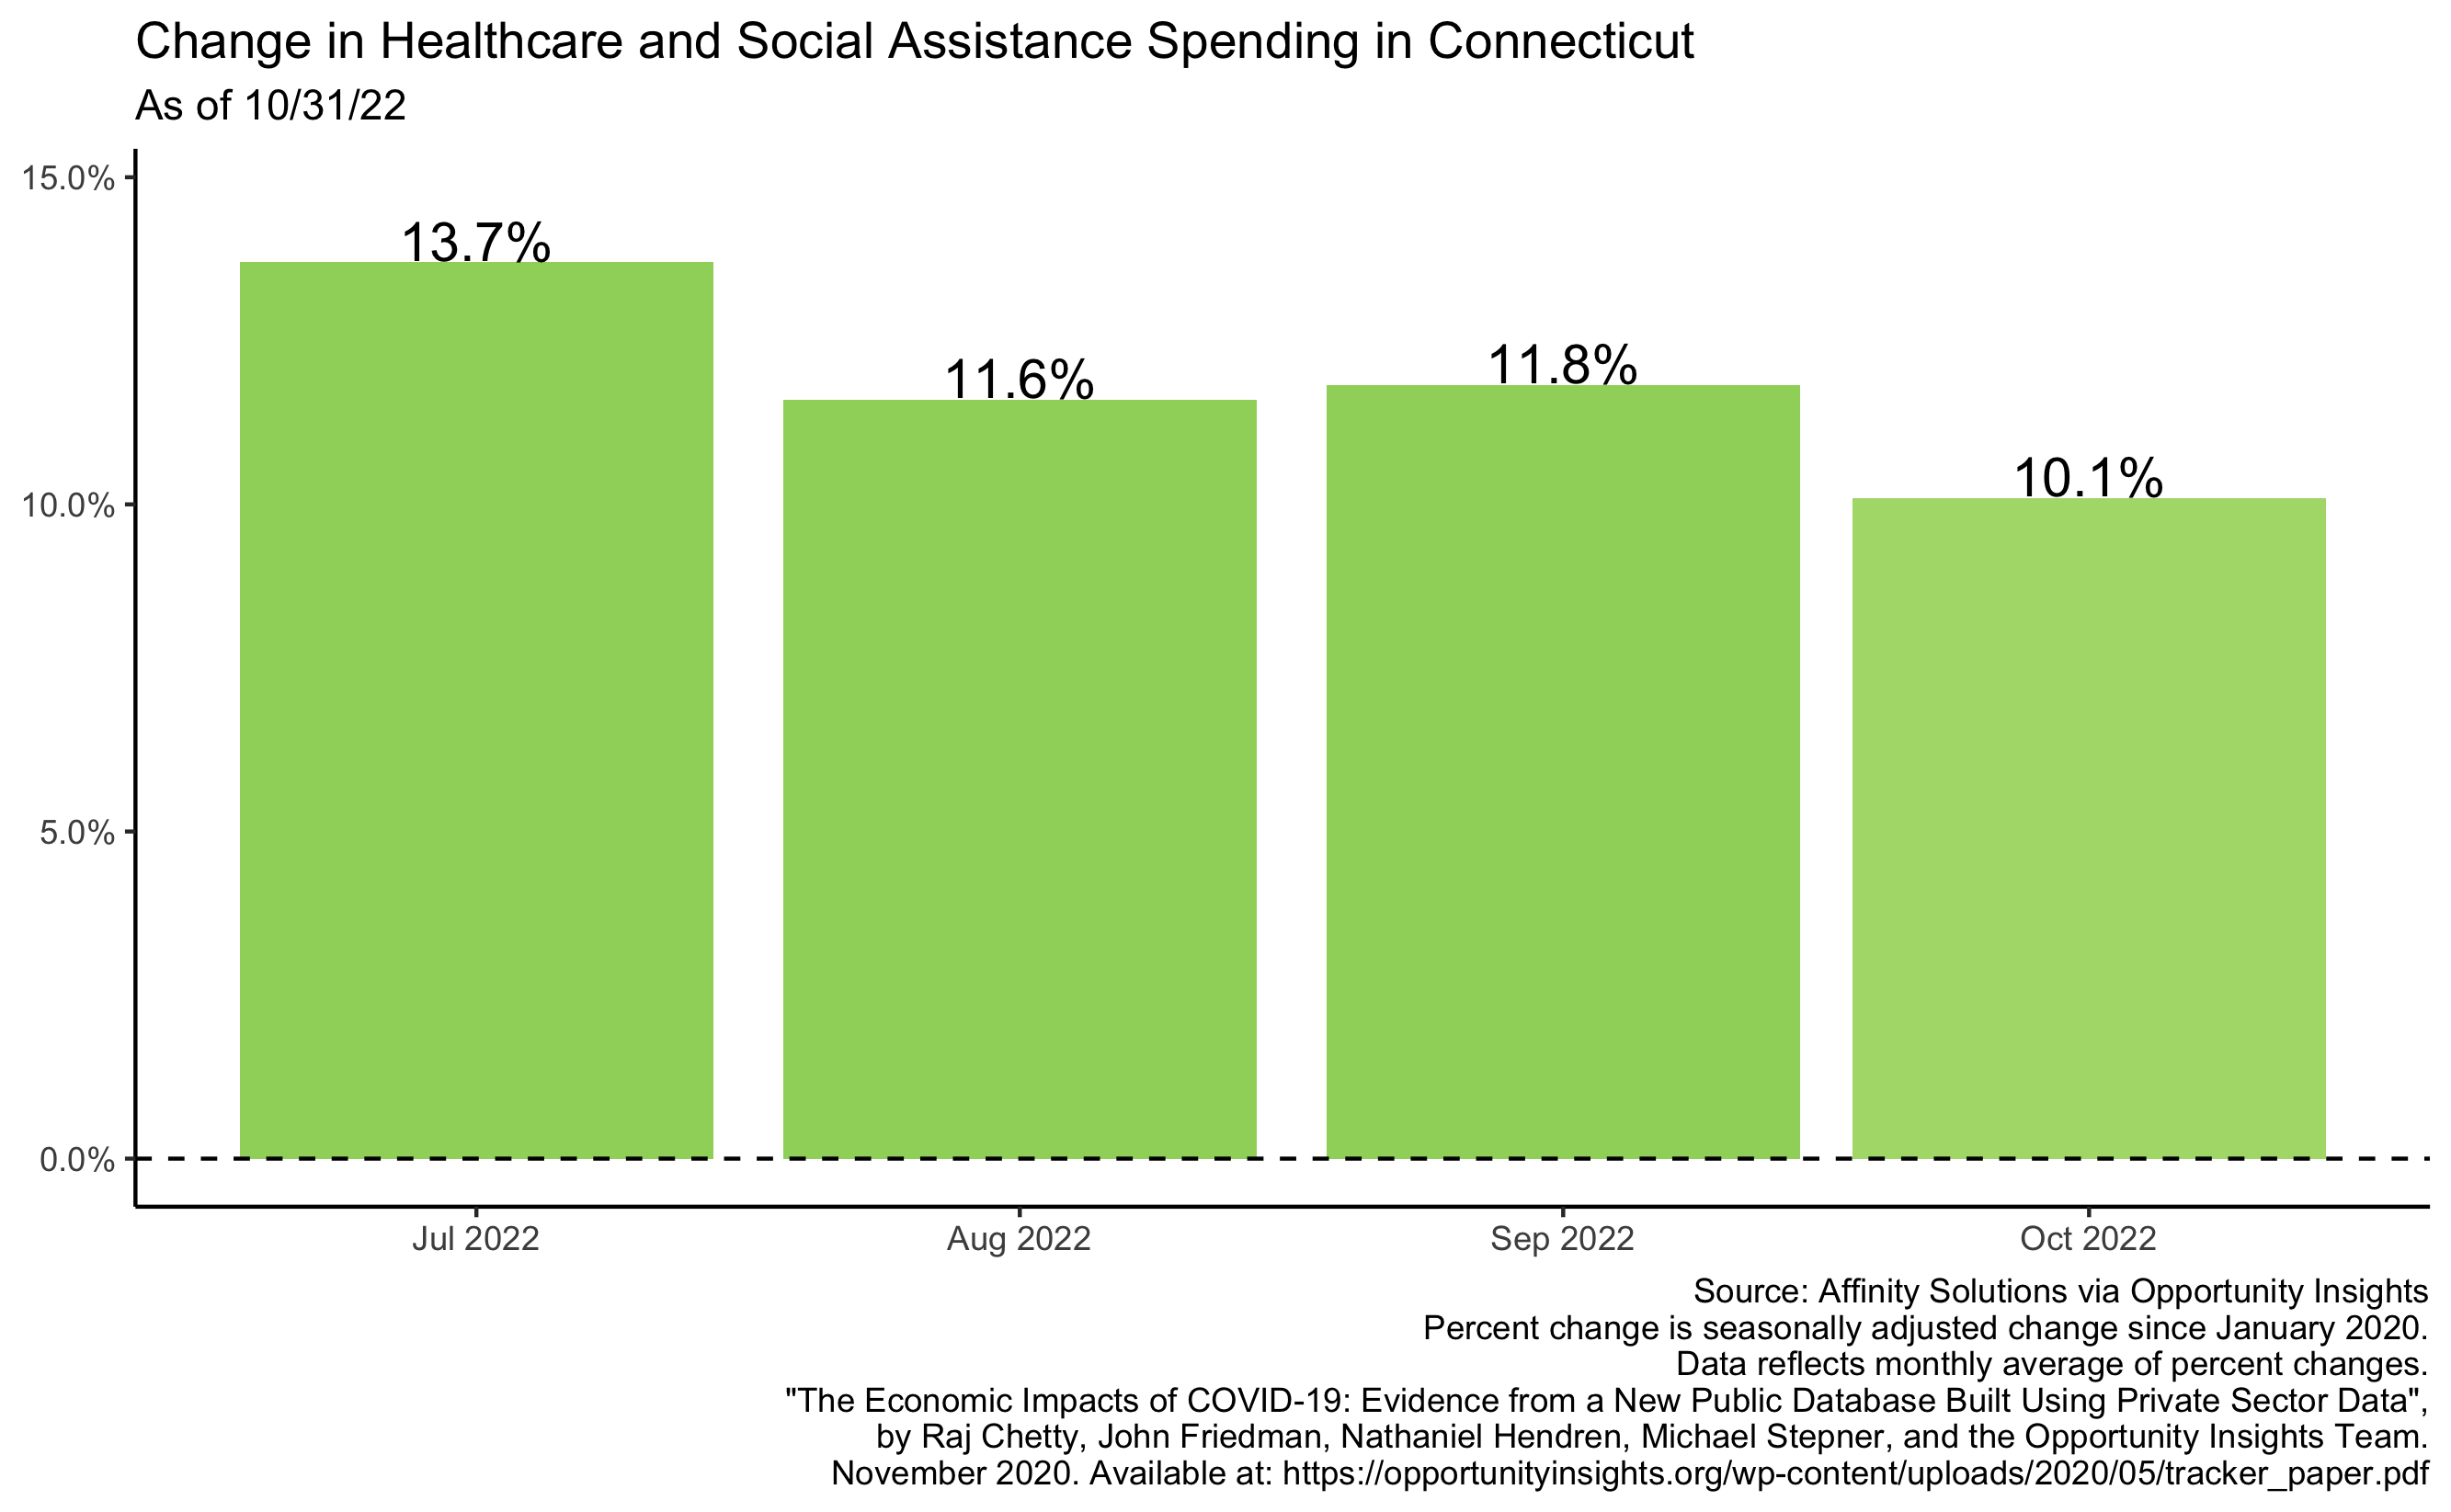 Change in Healthcare and Social Assistance Spending in Connecticut
As of 10/31/22
15.0%
10.0%
5.0%
0.0%
13.7%
11.6%
11.8%
10.1%
Jul 2022
Aug 2022
Sep 2022
Oct 2022
Source: Affinity Solutions via Opportunity Insights
Percent change is seasonally adjusted change since January 2020.
Data reflects monthly average of percent changes.
"The Economic Impacts of COVID-19: Evidence from a New Public Database Built Using Private Sector Data",
by Raj Chetty, John Friedman, Nathaniel Hendren, Michael Stepner, and the Opportunity Insights Team.
November 2020. Available at: https://opportunityinsights.org/wp-content/uploads/2020/05/tracker_paper.pdf